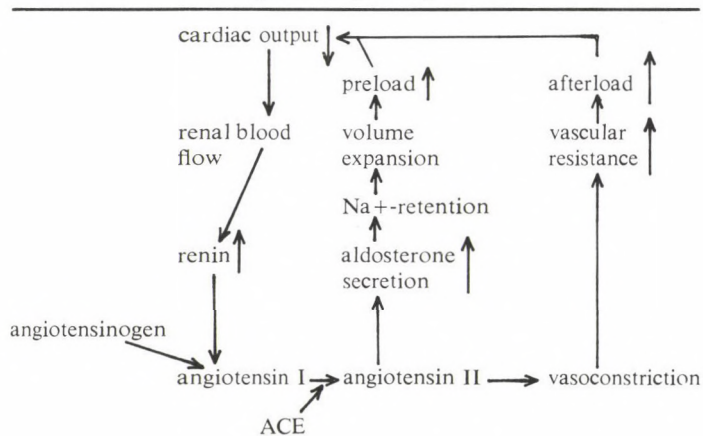 cardiac output
preload
afterload
renal blood
flow
volume
expansion
vascular
resistance
Na+-retention
renin
aldosterone
secretion
angiotensinogen
angiotensin I
angiotensin II
vasoconstriction
ACE